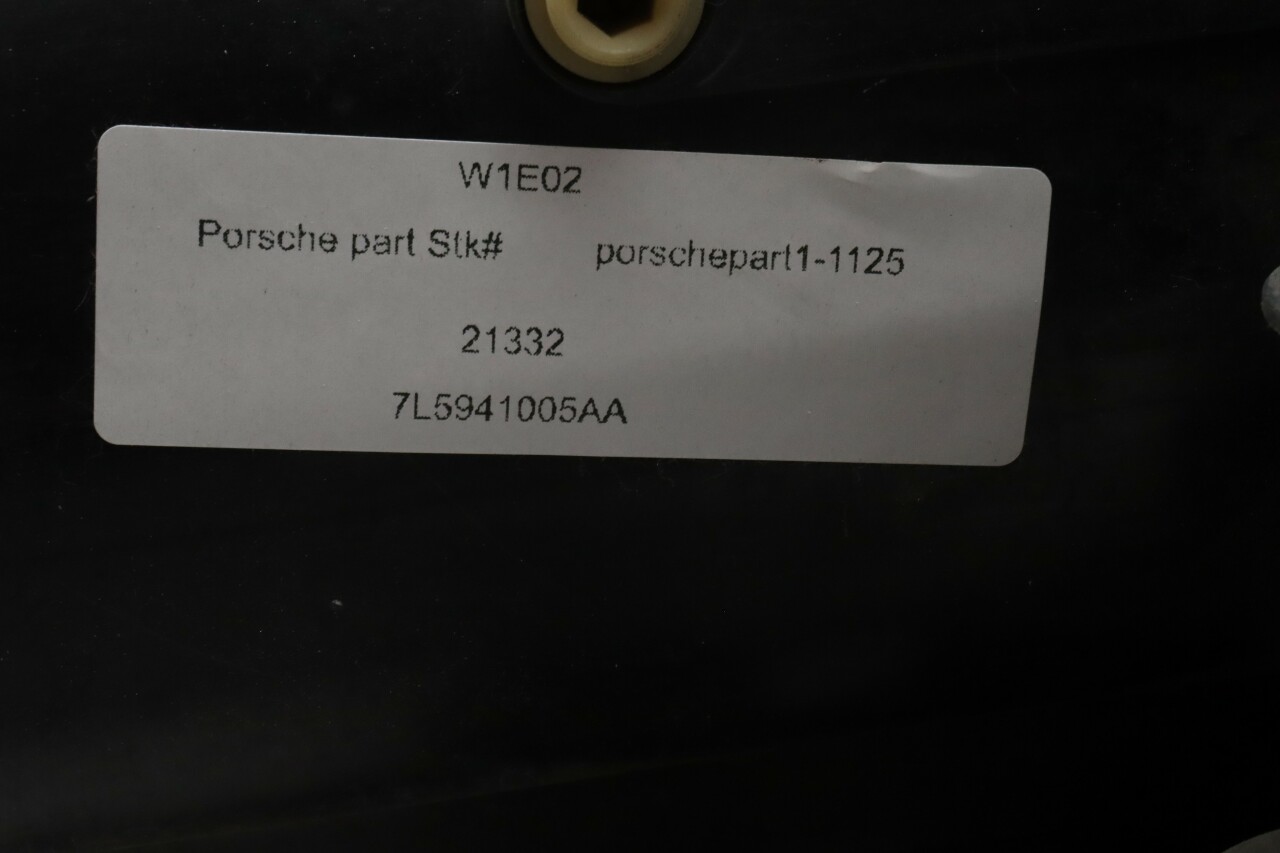 W1E02
Porsche part Stk# porschepart1-1125
21332
7L5941005AA